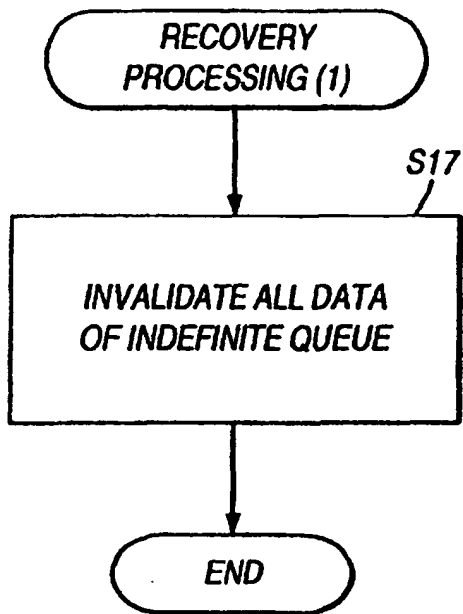 RECOVERY
PROCESSING (1)
S17
INVALIDATE ALL DATA
OF INDEFINITE QUEUE
END